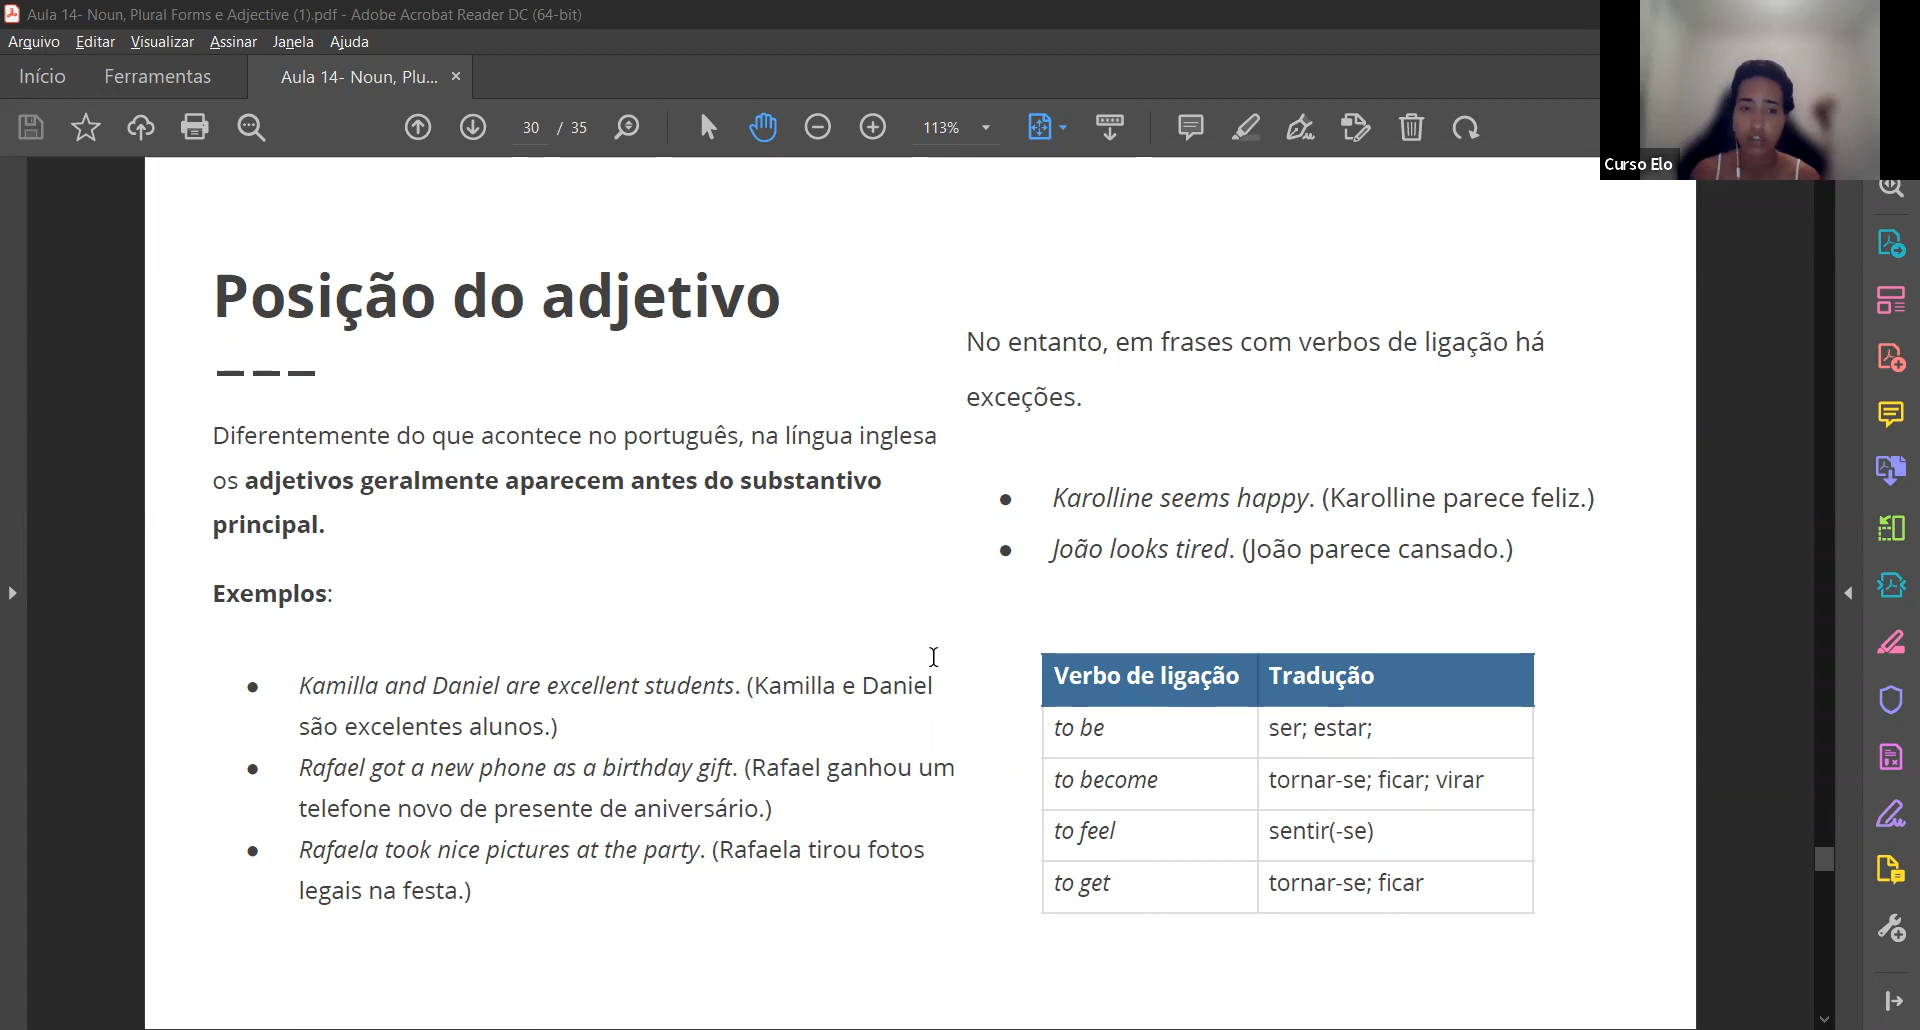 Aula 14- Noun, Plural Forms e Adjective (1).pdf - Adobe Acrobat Reader DC (64-bit)
Arquivo Editar Visualizar Assinar Janela Ajuda
Início Ferramentas Aula 14- Noun, Plu... ×
30 / 35 113%
Curso Elo
Posição do adjetivo
Diferentemente do que acontece no português, na língua inglesa
os adjetivos geralmente aparecem antes do substantivo
principal.
Exemplos:
● Kamilla and Daniel are excellent students. (Kamilla e Daniel
são excelentes alunos.)
● Rafael got a new phone as a birthday gift. (Rafael ganhou um
telefone novo de presente de aniversário.)
● Rafaela took nice pictures at the party. (Rafaela tirou fotos
legais na festa.)
No entanto, em frases com verbos de ligação há
exceções.
● Karolline seems happy. (Karolline parece feliz.)
● João looks tired. (João parece cansado.)
Verbo de ligação Tradução
to be ser; estar;
to become tornar-se; ficar; virar
to feel sentir(-se)
to get tornar-se; ficar